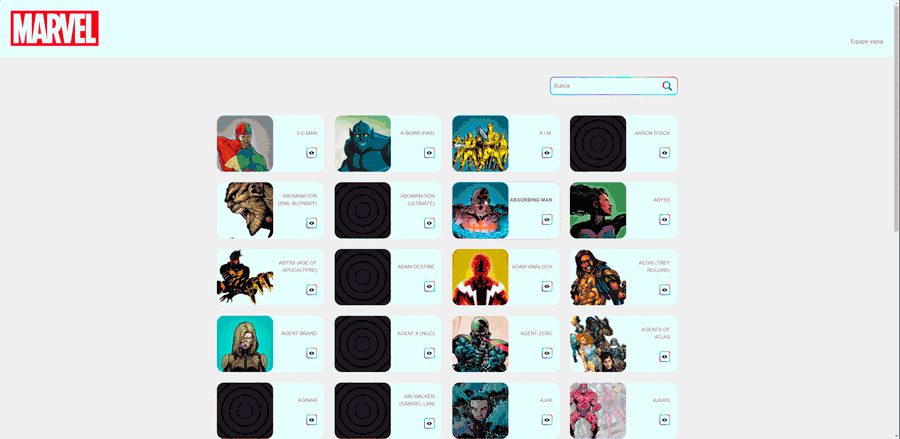 MARVEL
Equipe vazia
Busca
3-D MAN
A-BOMB (HAS)
A.I.M.
AARON STACK
ABOMINATION
(EMIL BLONSKY)
ABOMINATION
(ULTIMATE)
ABSORBING MAN
ABYSS
ABYSS (AGE OF
APOCALYPSE)
ADAM DESTINE
ADAM WARLOCK
AEGIS (TREY
ROLLINS)
AGENT BRAND
AGENT X (NIJO)
AGENT ZERO
AGENTS OF
ATLAS
AGINAR
AIR-WALKER
(GABRIEL LAN)
AJAK
AJAXIS